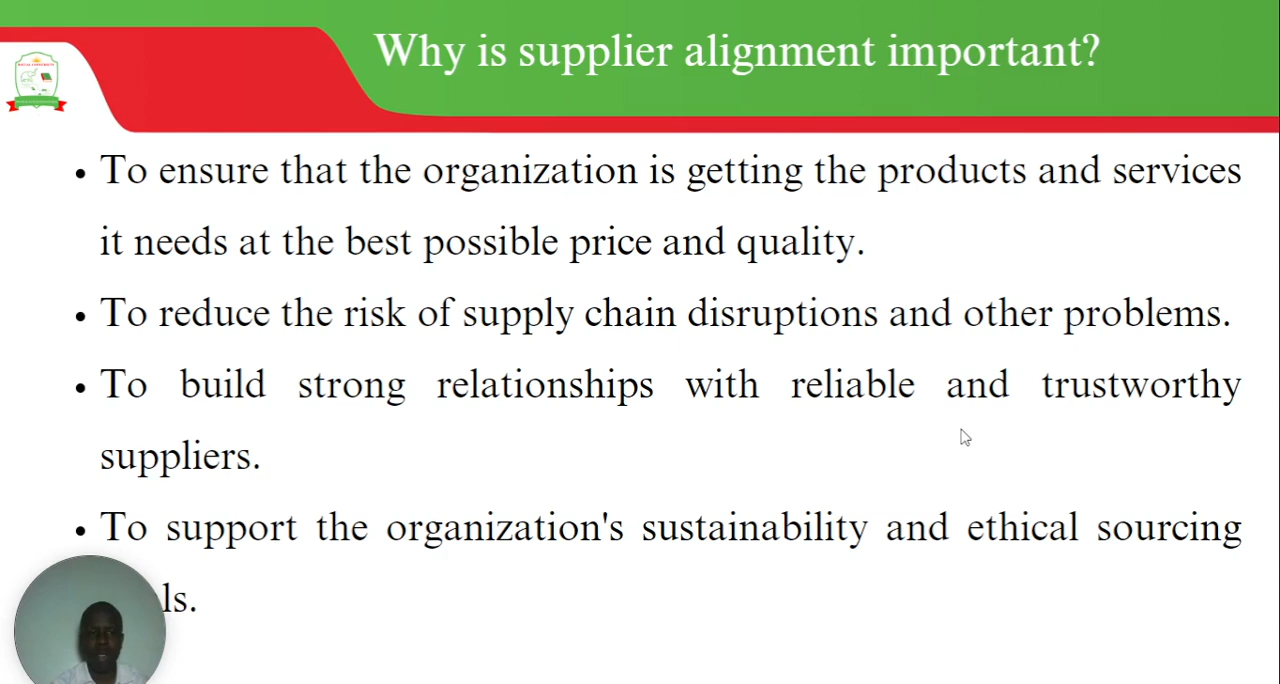 Why is supplier alignment important?
• To ensure that the organization is getting the products and services
it needs at the best possible price and quality.
• To reduce the risk of supply chain disruptions and other problems.
• To build strong relationships with reliable and trustworthy
suppliers.
• To support the organization's sustainability and ethical sourcing
ls.